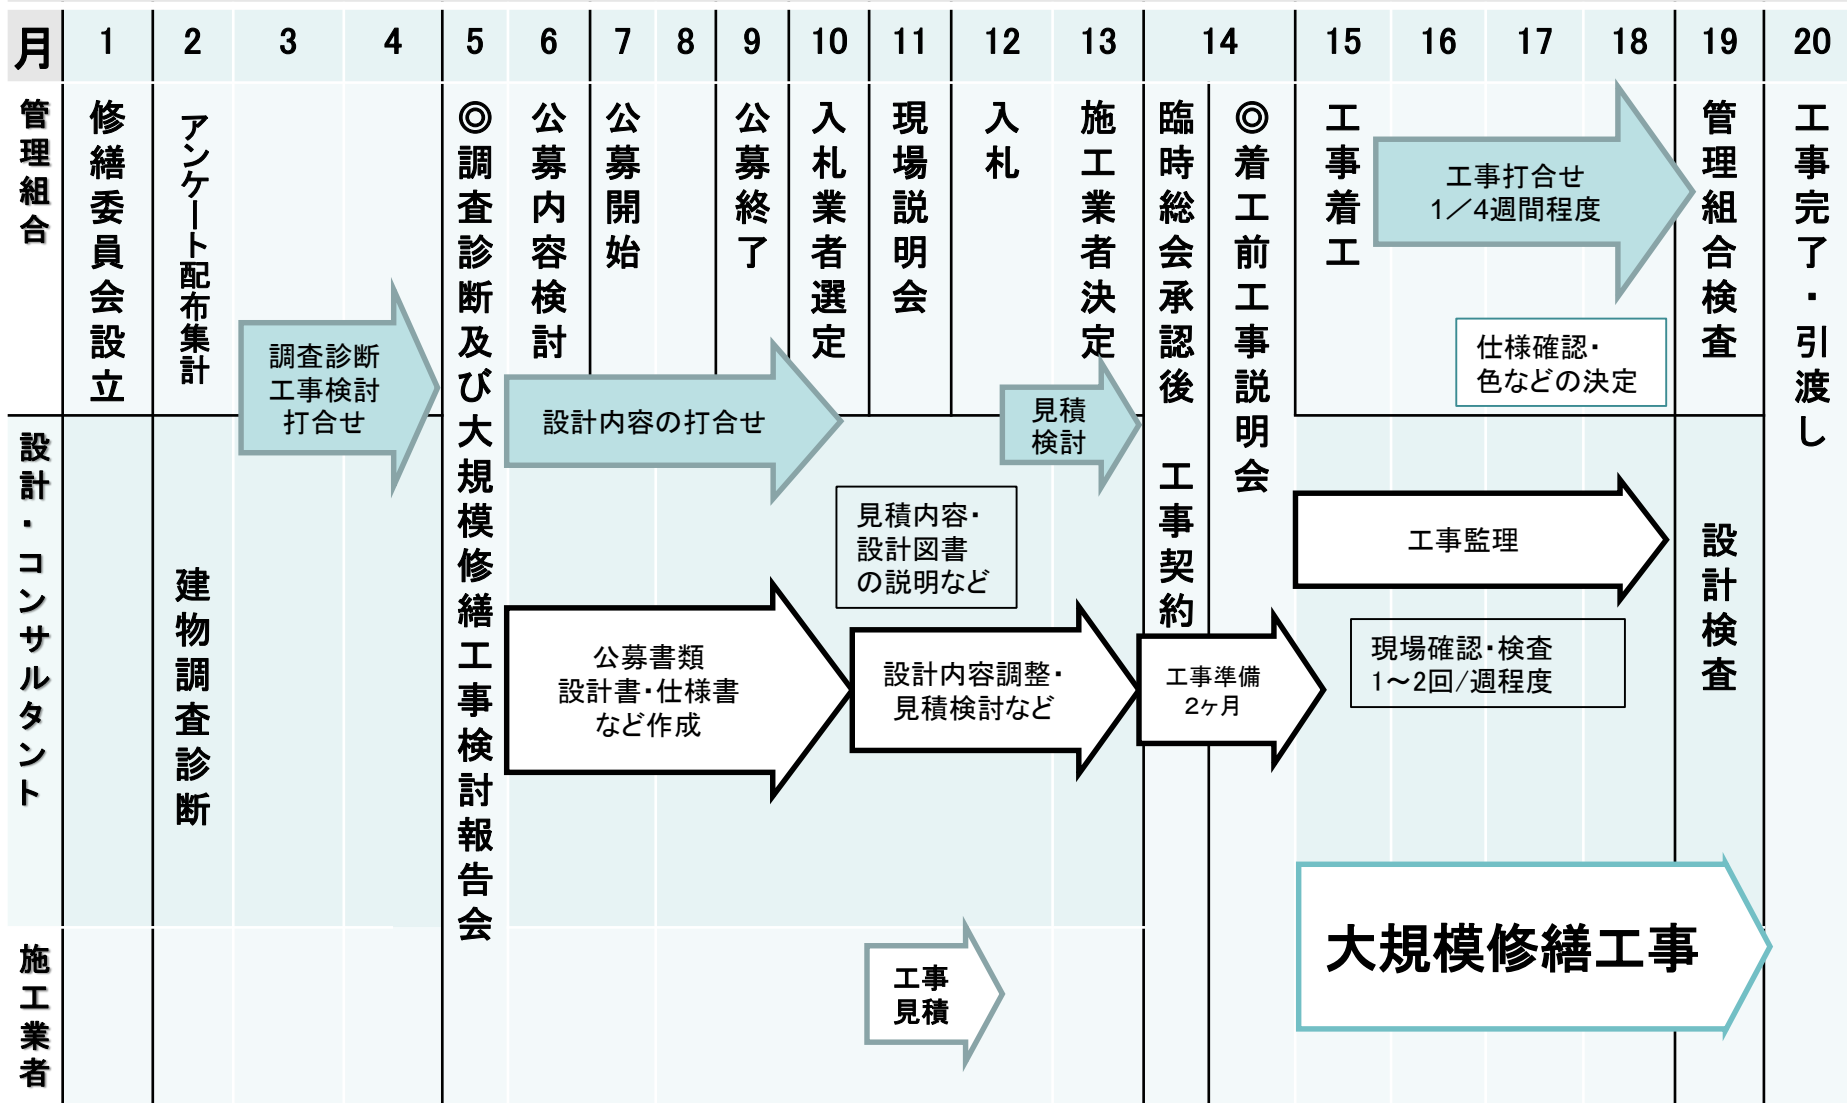 月 1 2 3 4 5 6 7 8 9 10 11 12 13 14 15 16 17 18 19 20
管理組合
修繕委員会設立
アンケート配布集計
調査診断
工事検討
打合せ
◎調査診断及び大規模修繕工事検討報告会
公募内容検討
公募開始
公募終了
入札業者選定
現場説明会
入札
施工業者決定
臨時総会承認後 工事契約
◎着工前工事説明会
工事着工
工事打合せ
1／4週間程度
仕様確認・
色などの決定
管理組合検査
工事完了・引渡し
設計内容の打合せ
見積
検討
設計・コンサルタント
建物調査診断
公募書類
設計書・仕様書
など作成
見積内容・
設計図書
の説明など
設計内容調整・
見積検討など
工事準備
2ヶ月
工事監理
現場確認・検査
1～2回/週程度
設計検査
施工業者
工事
見積
大規模修繕工事